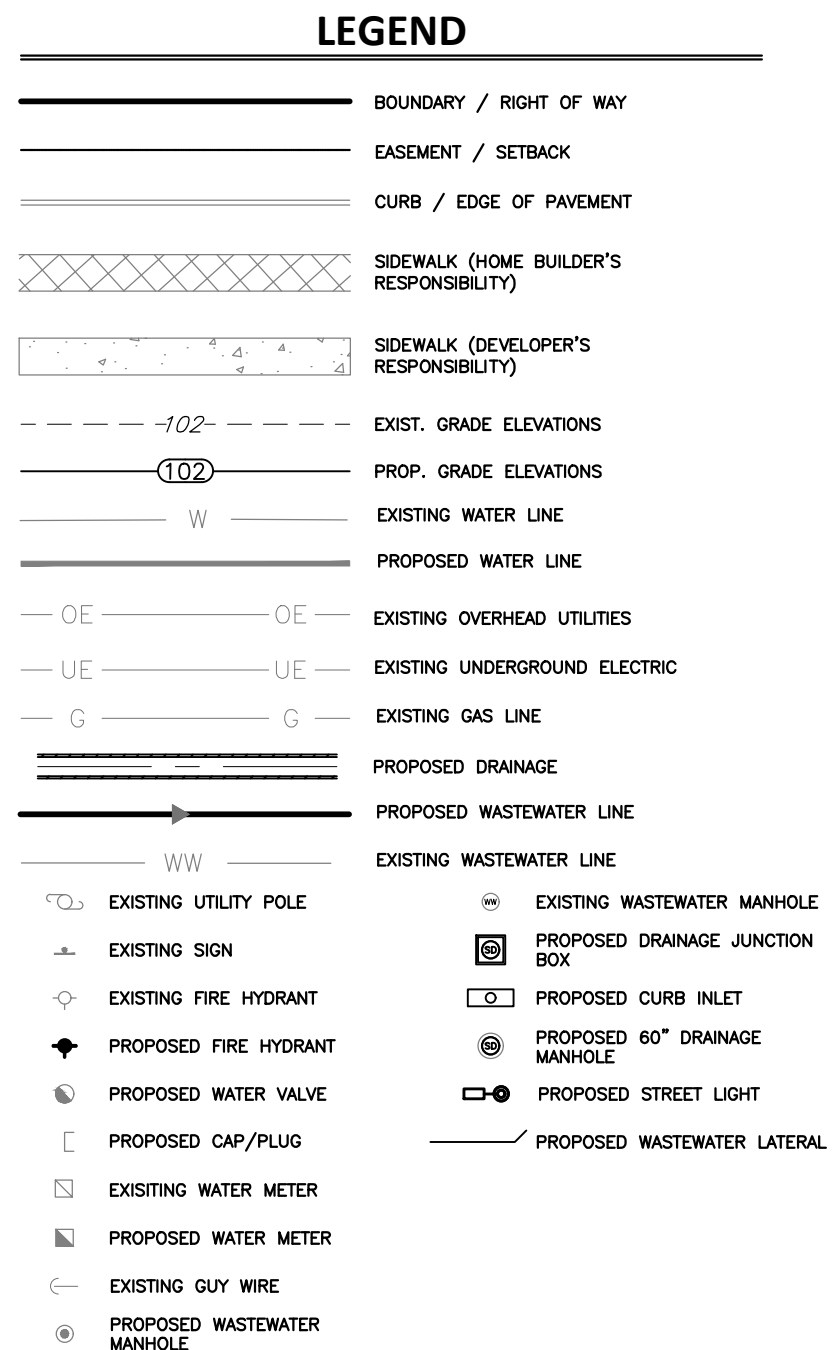 LEGEND
BOUNDARY / RIGHT OF WAY
EASEMENT / SETBACK
CURB / EDGE OF PAVEMENT
SIDEWALK (HOME BUILDER'S
RESPONSIBILITY)
SIDEWALK (DEVELOPER'S
RESPONSIBILITY)
102 EXIST. GRADE ELEVATIONS
102 PROP. GRADE ELEVATIONS
W EXISTING WATER LINE
PROPOSED WATER LINE
OE OE EXISTING OVERHEAD UTILITIES
UE UE EXISTING UNDERGROUND ELECTRIC
G G EXISTING GAS LINE
PROPOSED DRAINAGE
PROPOSED WASTEWATER LINE
WW EXISTING WASTEWATER LINE
EXISTING UTILITY POLE
EXISTING SIGN
EXISTING FIRE HYDRANT
PROPOSED FIRE HYDRANT
PROPOSED WATER VALVE
PROPOSED CAP/PLUG
EXISITING WATER METER
PROPOSED WATER METER
EXISTING GUY WIRE
PROPOSED WASTEWATER
MANHOLE
WW EXISTING WASTEWATER MANHOLE
SD PROPOSED DRAINAGE JUNCTION
BOX
PROPOSED CURB INLET
SD PROPOSED 60" DRAINAGE
MANHOLE
PROPOSED STREET LIGHT
PROPOSED WASTEWATER LATERAL